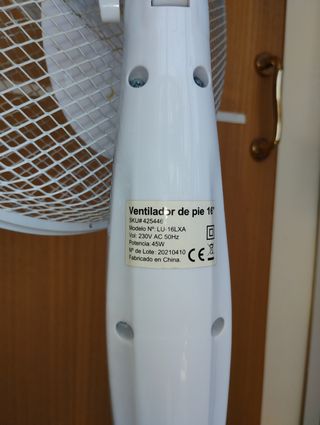 Ventilador de pie 16"
SKU# 425446
Modelo Nº: LU-16LXA
Vol: 230V AC 50Hz
Potencia: 45W
Nº de Lote: 20210410
Fabricado en China.
CE